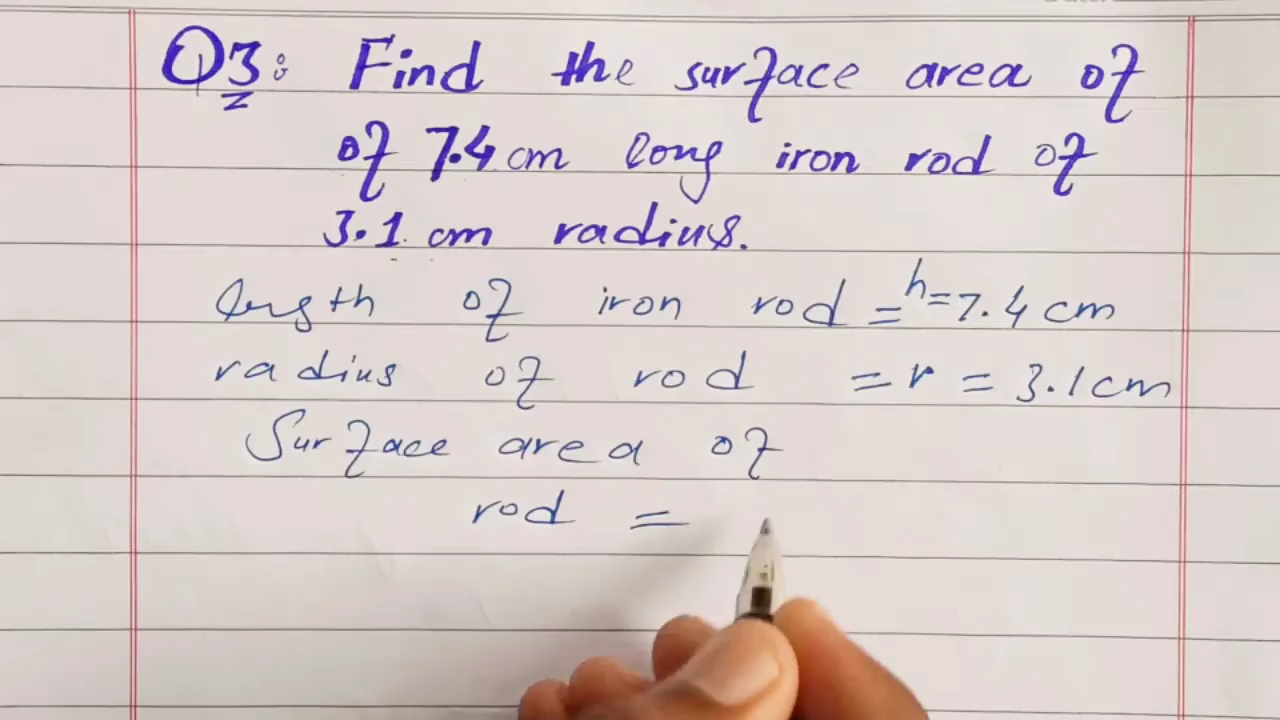 Q3: Find the surface area of
of 7.4 cm long iron rod of
3.1 cm radius.
length of iron rod = h = 7.4 cm
radius of rod = r = 3.1 cm
Surface area of
rod =